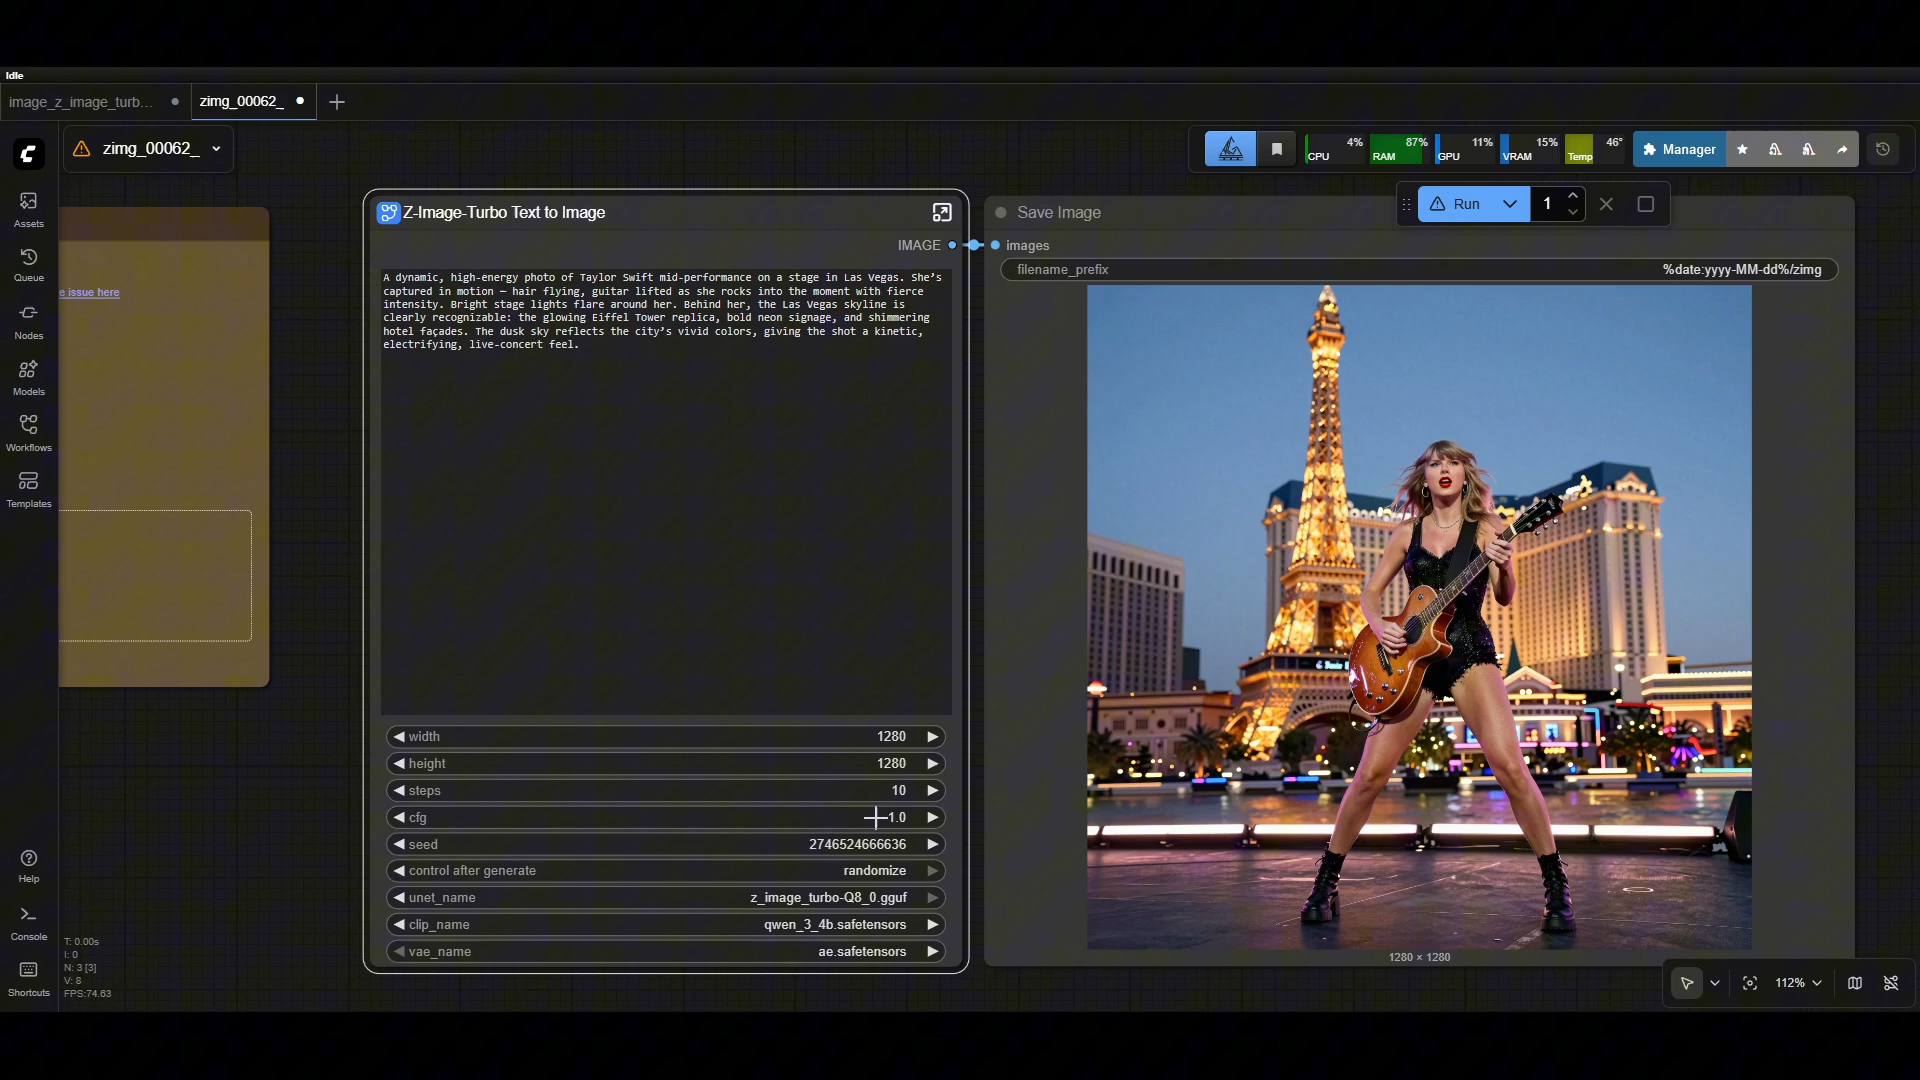 Idle
image_z_image_turb...
zimg_00062_
zimg_00062_
CPU 4%
RAM 87%
GPU 11%
VRAM 15%
Temp 46°
Manager
Run
1
Assets
Queue
Nodes
Models
Workflows
Templates
Help
Console
Shortcuts
e issue here
Z-Image-Turbo Text to Image
IMAGE
A dynamic, high-energy photo of Taylor Swift mid-performance on a stage in Las Vegas. She's
captured in motion — hair flying, guitar lifted as she rocks into the moment with fierce
intensity. Bright stage lights flare around her. Behind her, the Las Vegas skyline is
clearly recognizable: the glowing Eiffel Tower replica, bold neon signage, and shimmering
hotel façades. The dusk sky reflects the city's vivid colors, giving the shot a kinetic,
electrifying, live-concert feel.
width 1280
height 1280
steps 10
cfg 1.0
seed 2746524666636
control after generate randomize
unet_name z_image_turbo-Q8_0.gguf
clip_name qwen_3_4b.safetensors
vae_name ae.safetensors
Save Image
images
filename_prefix %date:yyyy-MM-dd%/zimg
1280 × 1280
T: 0.00s
I: 0
N: 3 [3]
V: 8
FPS:74.63
112%